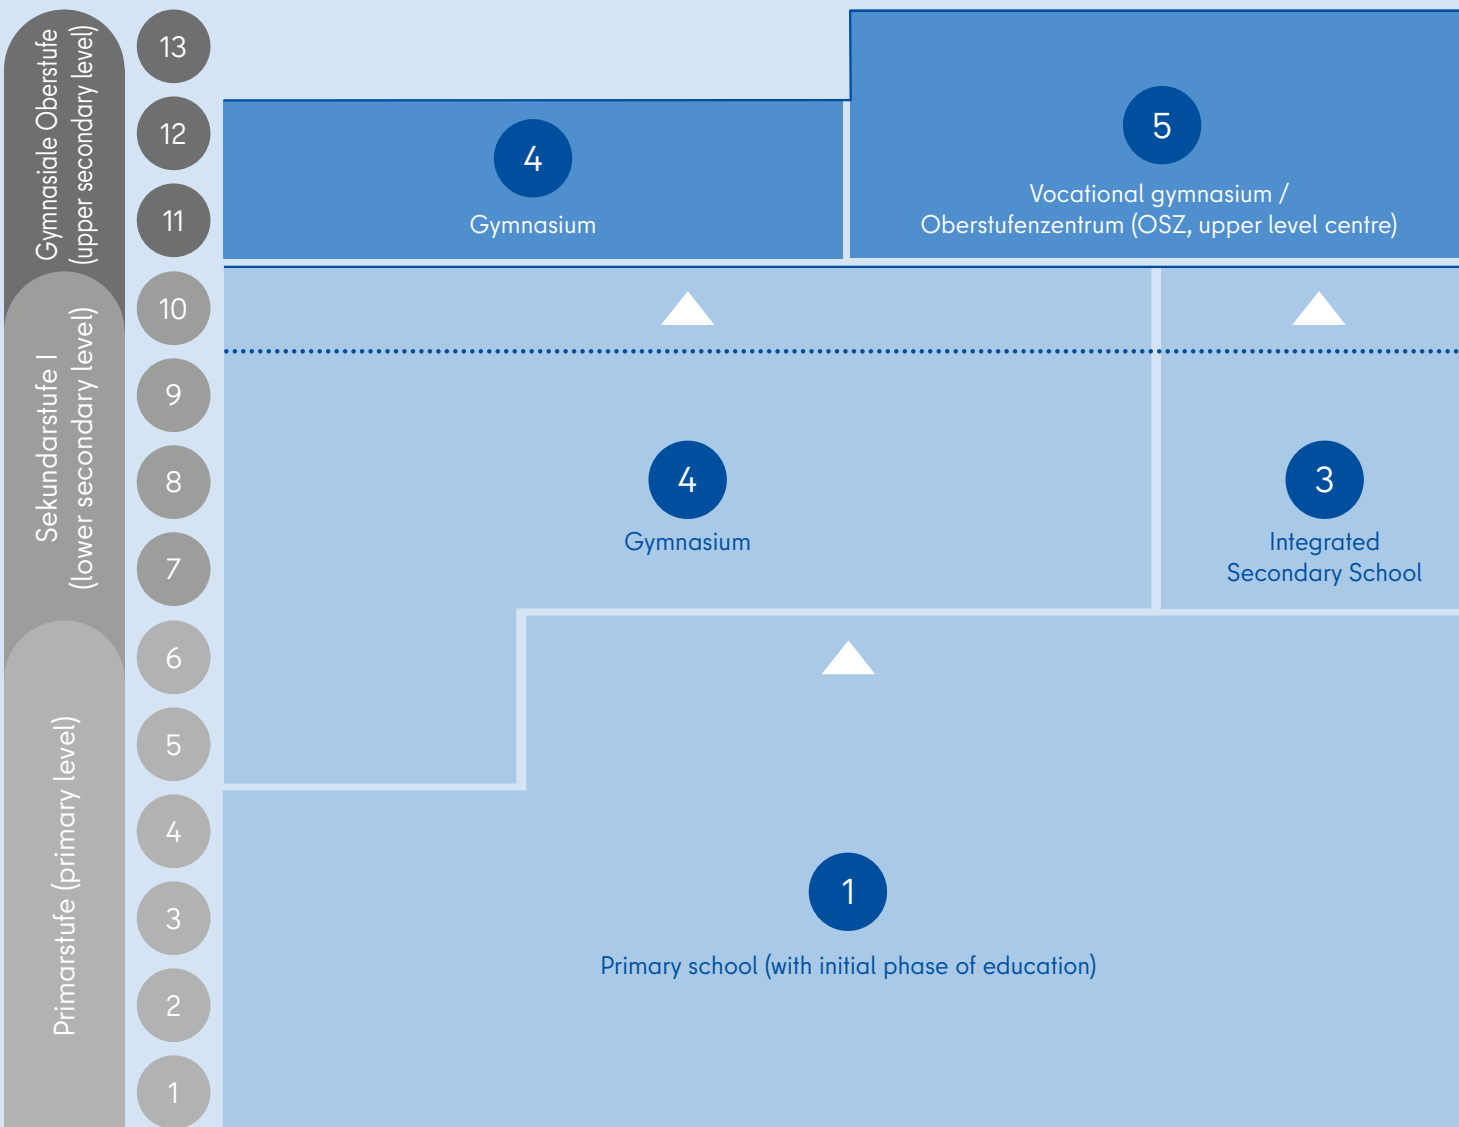 Gymnasiale Oberstufe
(upper secondary level)
Sekundarstufe I
(lower secondary level)
Primarstufe (primary level)
13
12
11
10
9
8
7
6
5
4
3
2
1
4
Gymnasium
5
Vocational gymnasium /
Oberstufenzentrum (OSZ, upper level centre)
4
Gymnasium
3
Integrated
Secondary School
1
Primary school (with initial phase of education)